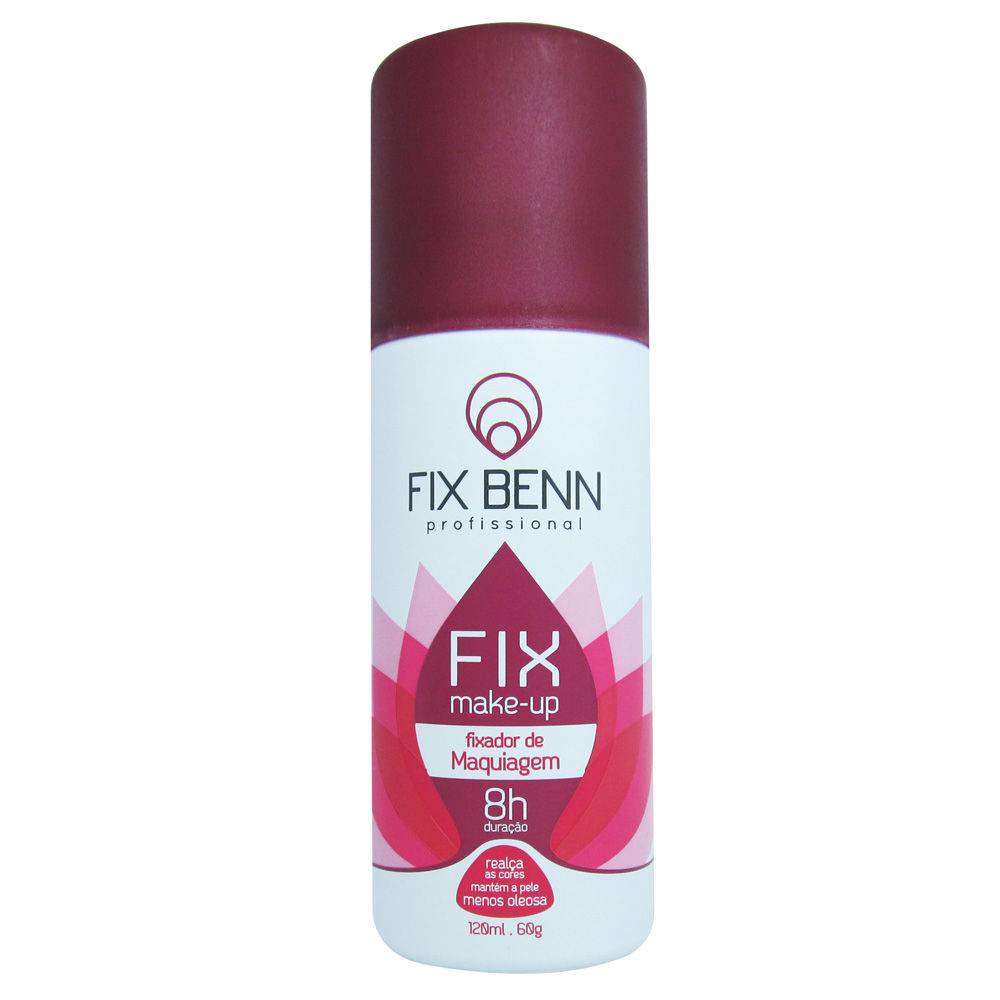 FIX BENN
profissional
FIX
make-up
fixador de
Maquiagem
8h
duração
realça
as cores
mantém a pele
menos oleosa
120ml . 60g